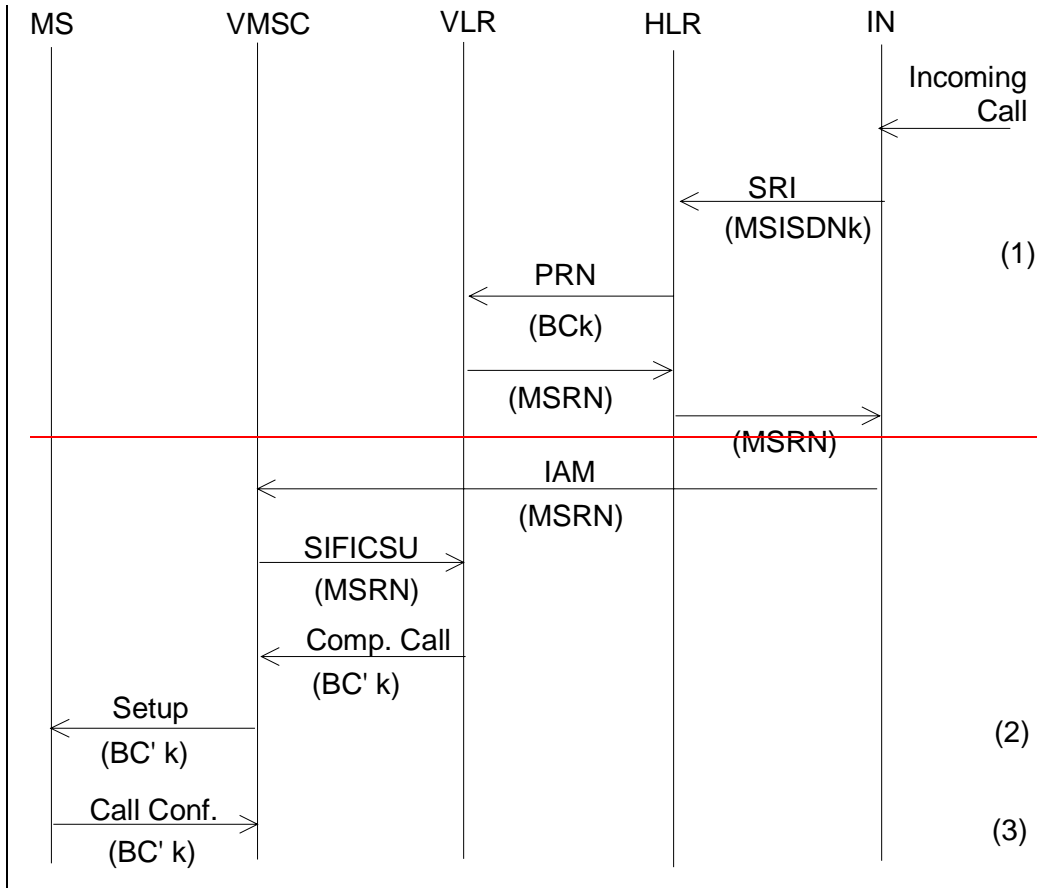 MS VMSC VLR HLR IN
Incoming
Call
SRI
(MSISDNk)
(1)
PRN
(BCk)
(MSRN)
(MSRN)
IAM
(MSRN)
SIFICSU
(MSRN)
Comp. Call
(BC' k)
Setup
(2)
(BC' k)
Call Conf.
(3)
(BC' k)